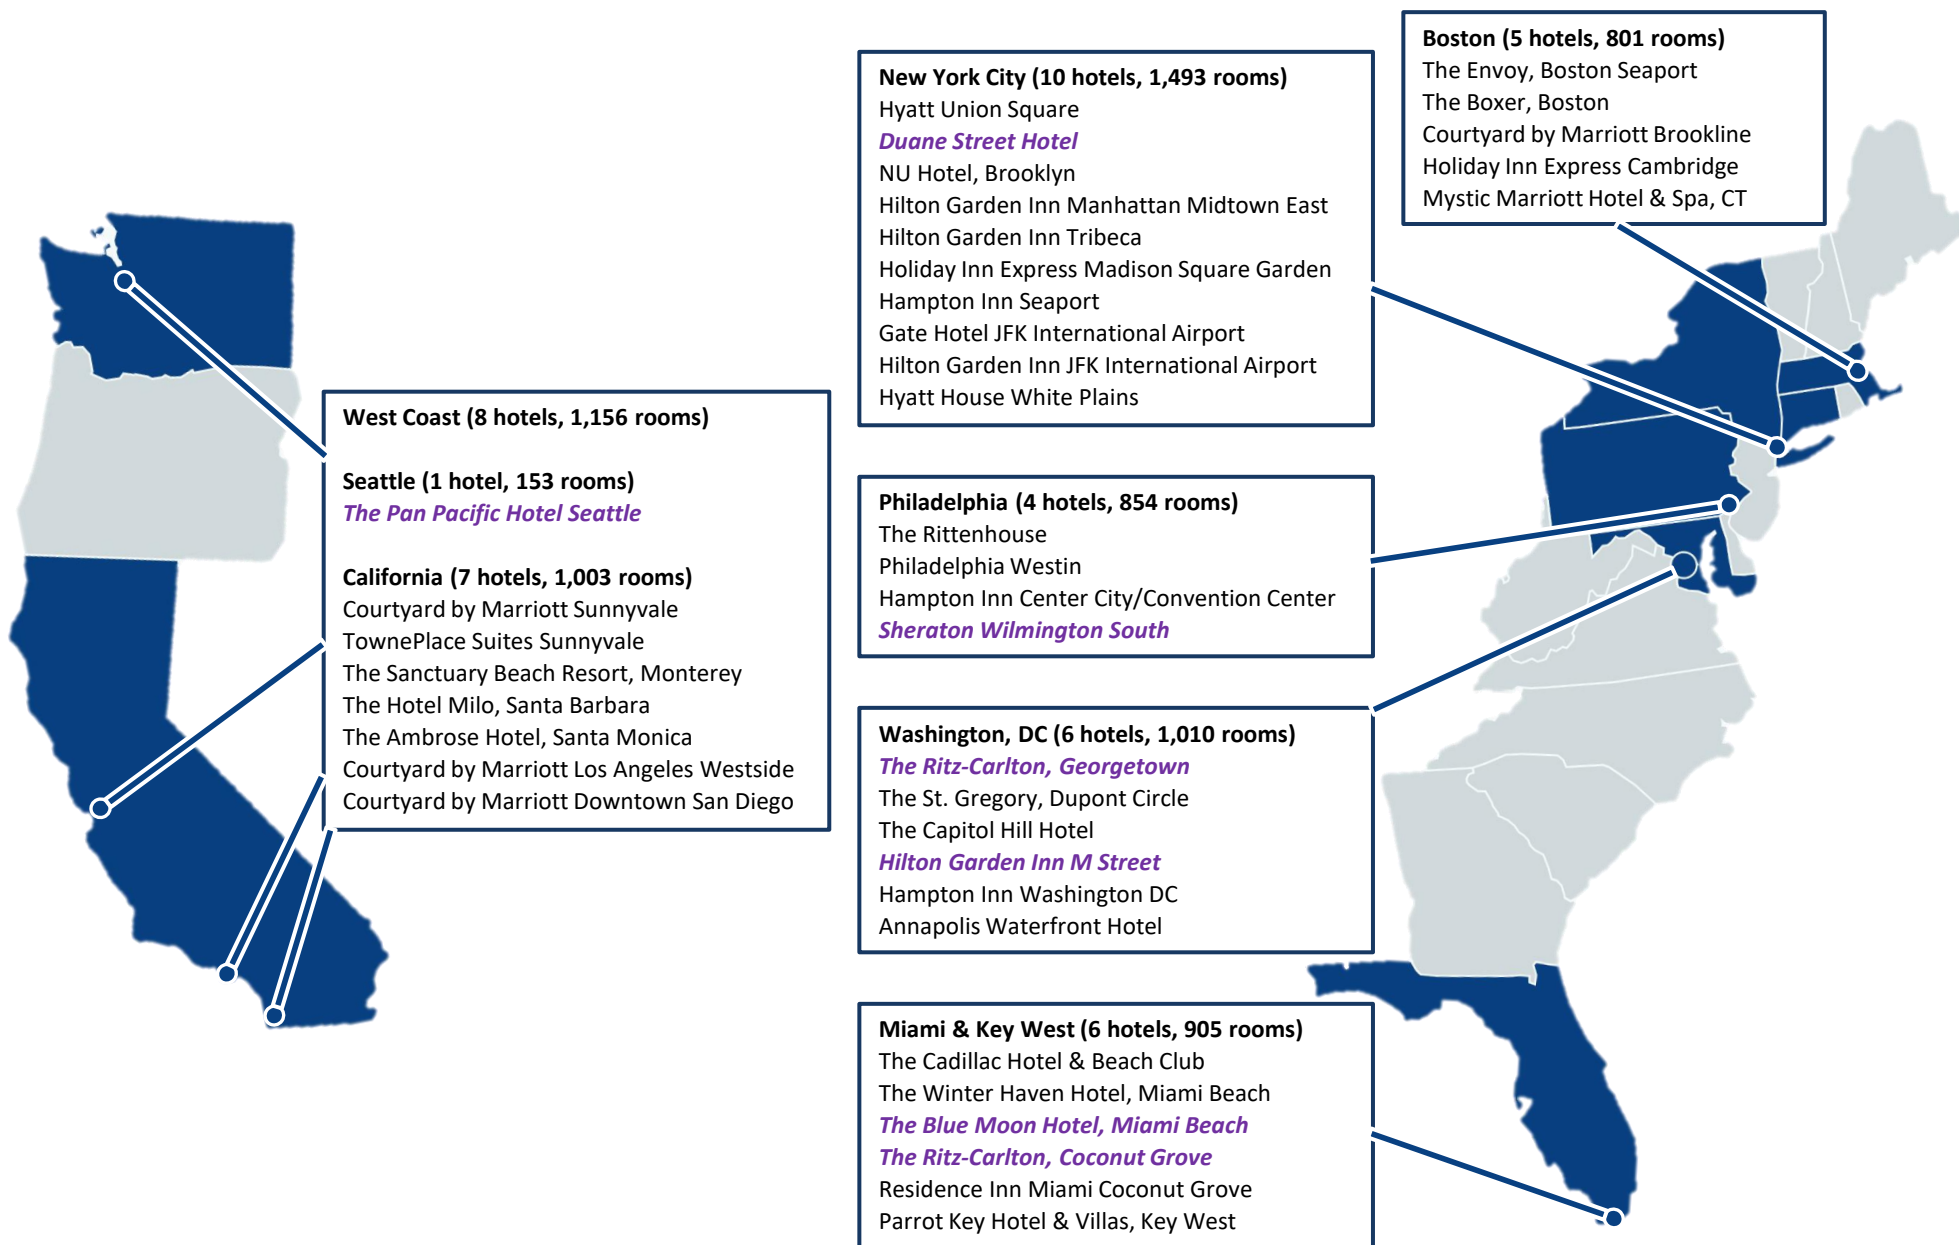 West Coast (8 hotels, 1,156 rooms)
Seattle (1 hotel, 153 rooms)
The Pan Pacific Hotel Seattle
California (7 hotels, 1,003 rooms)
Courtyard by Marriott Sunnyvale
TownePlace Suites Sunnyvale
The Sanctuary Beach Resort, Monterey
The Hotel Milo, Santa Barbara
The Ambrose Hotel, Santa Monica
Courtyard by Marriott Los Angeles Westside
Courtyard by Marriott Downtown San Diego
New York City (10 hotels, 1,493 rooms)
Hyatt Union Square
Duane Street Hotel
NU Hotel, Brooklyn
Hilton Garden Inn Manhattan Midtown East
Hilton Garden Inn Tribeca
Holiday Inn Express Madison Square Garden
Hampton Inn Seaport
Gate Hotel JFK International Airport
Hilton Garden Inn JFK International Airport
Hyatt House White Plains
Boston (5 hotels, 801 rooms)
The Envoy, Boston Seaport
The Boxer, Boston
Courtyard by Marriott Brookline
Holiday Inn Express Cambridge
Mystic Marriott Hotel & Spa, CT
Philadelphia (4 hotels, 854 rooms)
The Rittenhouse
Philadelphia Westin
Hampton Inn Center City/Convention Center
Sheraton Wilmington South
Washington, DC (6 hotels, 1,010 rooms)
The Ritz-Carlton, Georgetown
The St. Gregory, Dupont Circle
The Capitol Hill Hotel
Hilton Garden Inn M Street
Hampton Inn Washington DC
Annapolis Waterfront Hotel
Miami & Key West (6 hotels, 905 rooms)
The Cadillac Hotel & Beach Club
The Winter Haven Hotel, Miami Beach
The Blue Moon Hotel, Miami Beach
The Ritz-Carlton, Coconut Grove
Residence Inn Miami Coconut Grove
Parrot Key Hotel & Villas, Key West